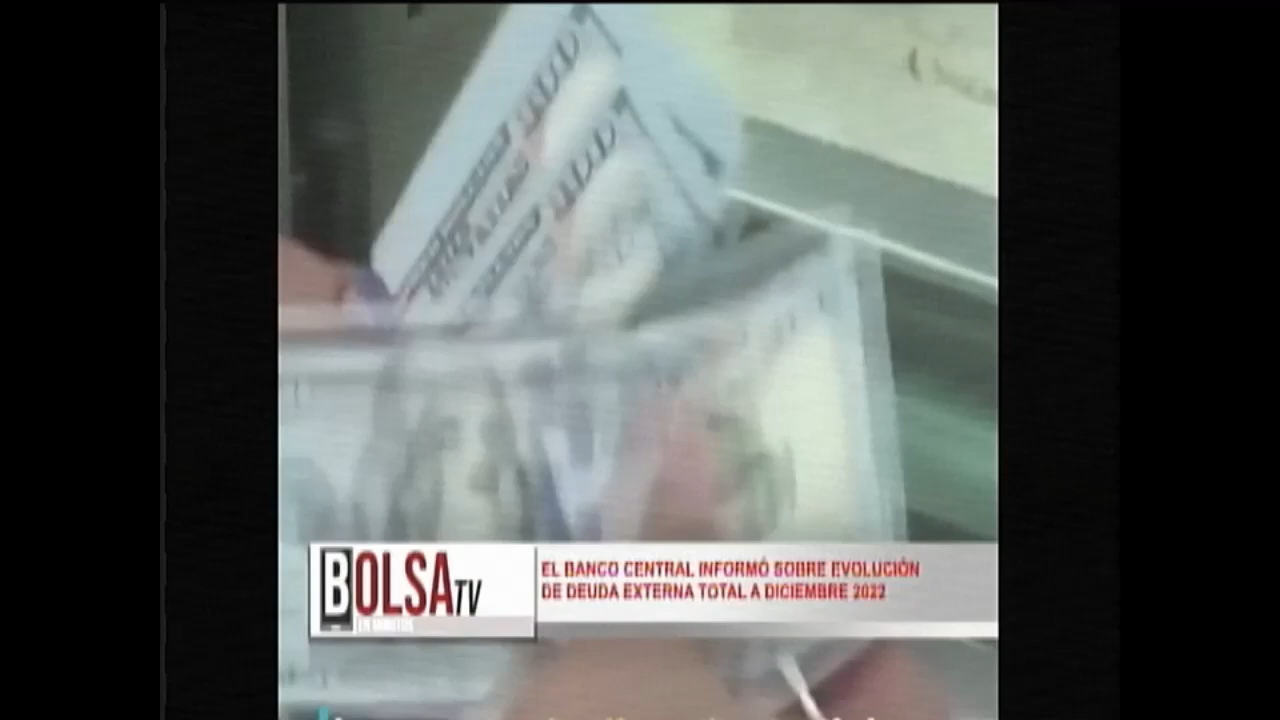 BOLSA TV
EN MINUTOS
EL BANCO CENTRAL INFORMÓ SOBRE EVOLUCIÓN
DE DEUDA EXTERNA TOTAL A DICIEMBRE 2022